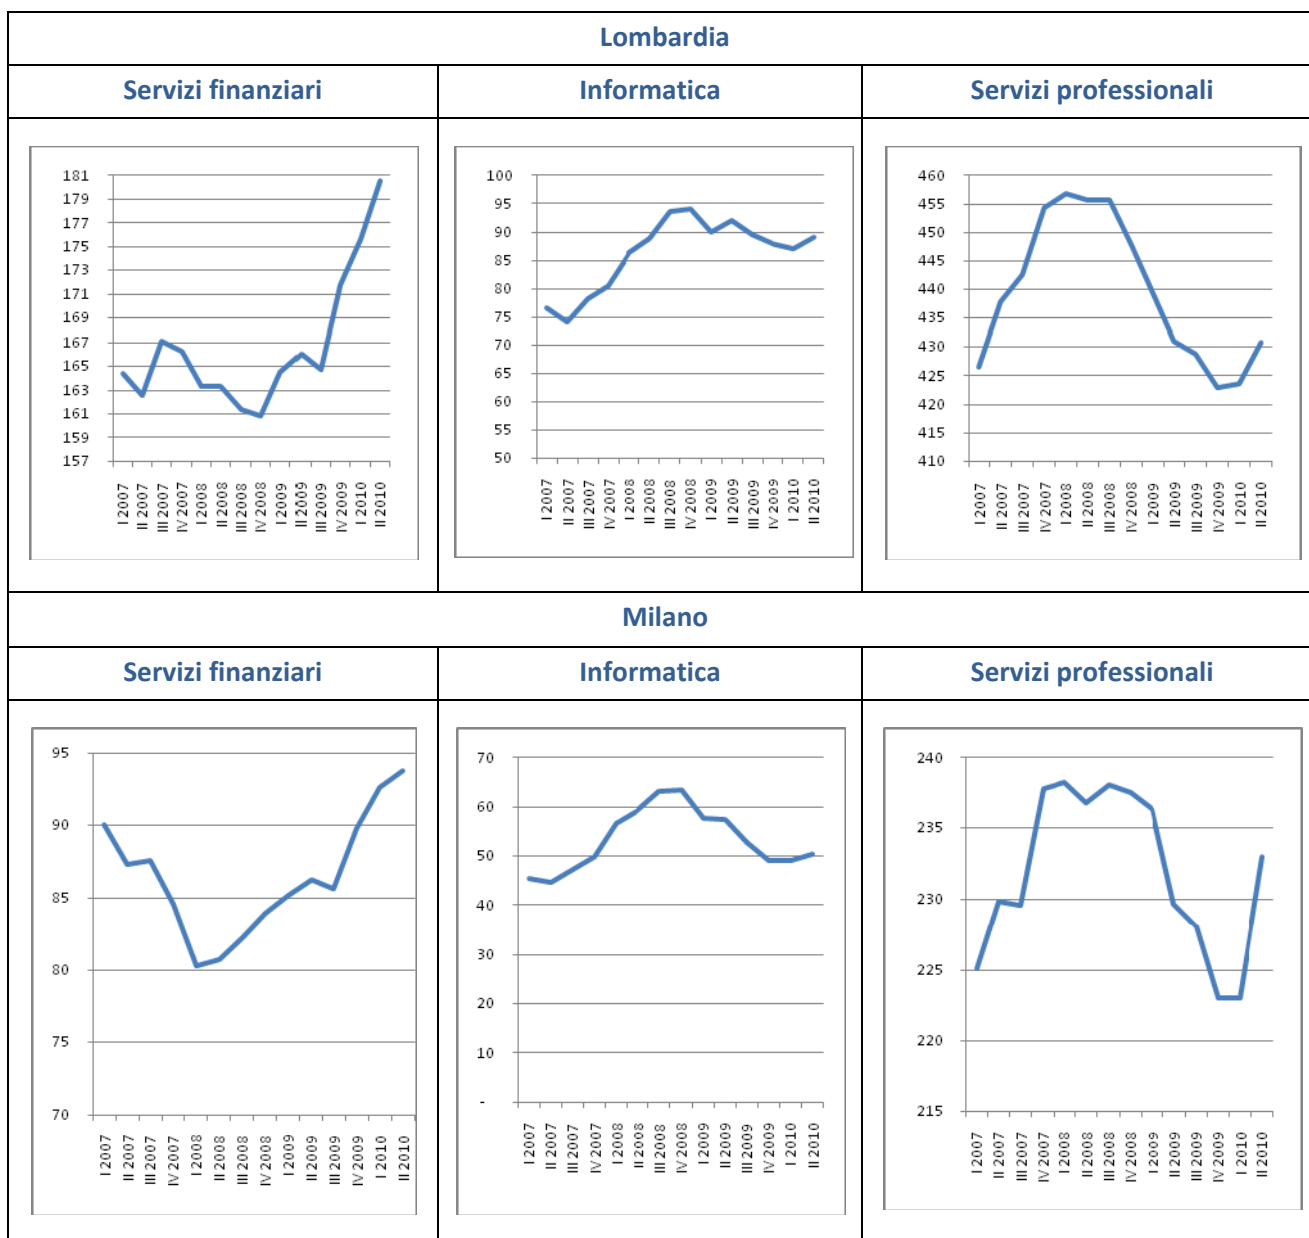 Lombardia
Servizi finanziari
Informatica
Servizi professionali
181
179
177
175
173
171
169
167
165
163
161
159
157
I 2007
II 2007
III 2007
IV 2007
I 2008
II 2008
III 2008
IV 2008
I 2009
II 2009
III 2009
IV 2009
I 2010
II 2010
100
95
90
85
80
75
70
65
60
55
50
I 2007
II 2007
III 2007
IV 2007
I 2008
II 2008
III 2008
IV 2008
I 2009
II 2009
III 2009
IV 2009
I 2010
II 2010
460
455
450
445
440
435
430
425
420
415
410
I 2007
II 2007
III 2007
IV 2007
I 2008
II 2008
III 2008
IV 2008
I 2009
II 2009
III 2009
IV 2009
I 2010
II 2010
Milano
Servizi finanziari
Informatica
Servizi professionali
95
90
85
80
75
70
I 2007
II 2007
III 2007
IV 2007
I 2008
II 2008
III 2008
IV 2008
I 2009
II 2009
III 2009
IV 2009
I 2010
II 2010
70
60
50
40
30
20
10
-
I 2007
II 2007
III 2007
IV 2007
I 2008
II 2008
III 2008
IV 2008
I 2009
II 2009
III 2009
IV 2009
I 2010
II 2010
240
235
230
225
220
215
I 2007
II 2007
III 2007
IV 2007
I 2008
II 2008
III 2008
IV 2008
I 2009
II 2009
III 2009
IV 2009
I 2010
II 2010